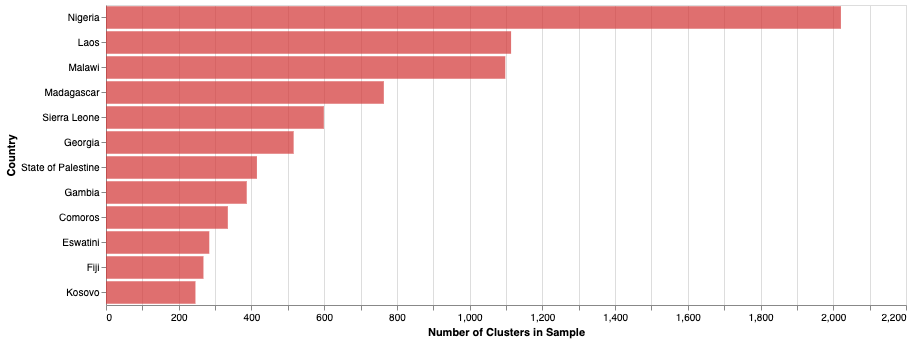 Nigeria
Laos
Malawi
Madagascar
Sierra Leone
Georgia
State of Palestine
Gambia
Comoros
Eswatini
Fiji
Kosovo
Country
0 200 400 600 800 1,000 1,200 1,400 1,600 1,800 2,000 2,200
Number of Clusters in Sample